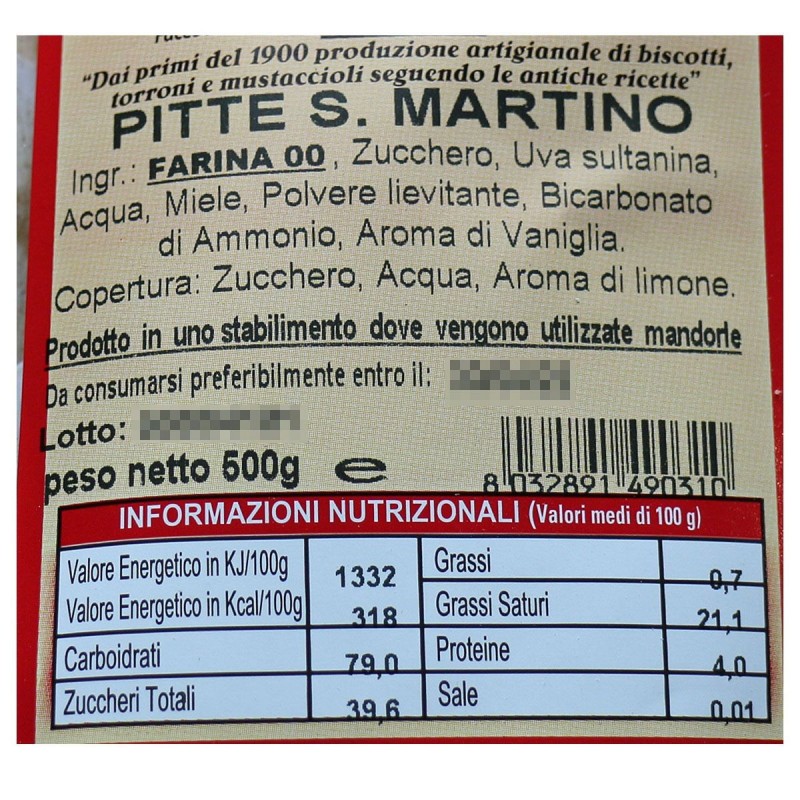 "Dai primi del 1900 produzione artigianale di biscotti,
torroni e mustaccioli seguendo le antiche ricette"
PITTE S. MARTINO
Ingr.: FARINA 00, Zucchero, Uva sultanina,
Acqua, Miele, Polvere lievitante, Bicarbonato
di Ammonio, Aroma di Vaniglia.
Copertura: Zucchero, Acqua, Aroma di limone.
Prodotto in uno stabilimento dove vengono utilizzate mandorle
Da consumarsi preferibilmente entro il:
Lotto:
peso netto 500g e
8 032891 490310
INFORMAZIONI NUTRIZIONALI (Valori medi di 100 g)
Valore Energetico in KJ/100g 1332
Valore Energetico in Kcal/100g 318
Carboidrati 79,0
Zuccheri Totali 39,6
Grassi 0,7
Grassi Saturi 21,1
Proteine 4,0
Sale 0,01